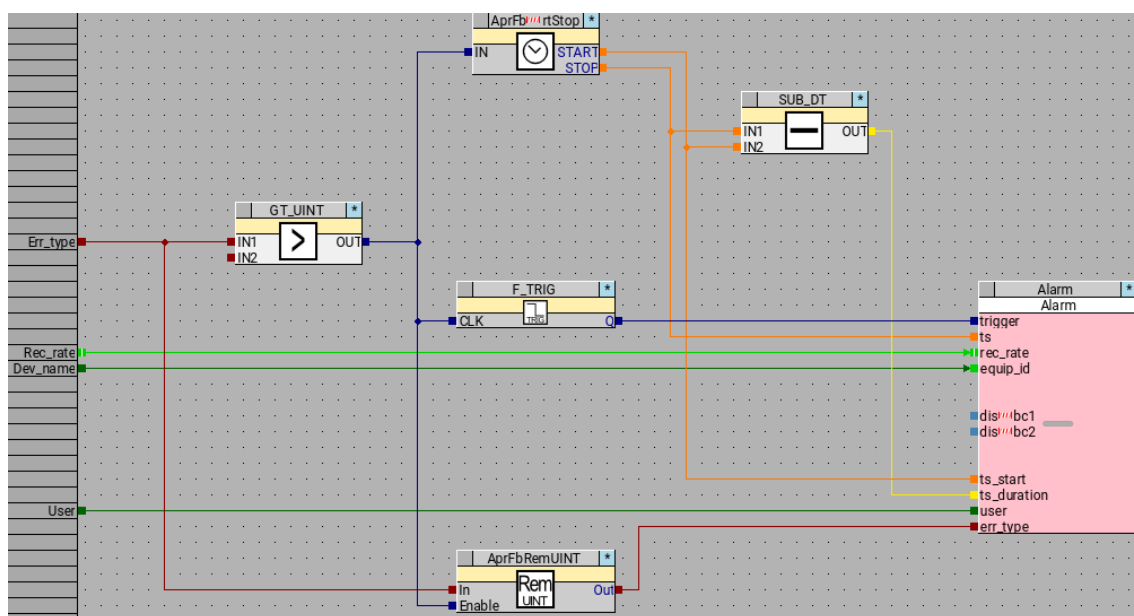 AprFb rtStop *
IN START
STOP
SUB_DT *
IN1 OUT
IN2
GT_UINT *
>
Err_type IN1 OUT
IN2
F_TRIG *
TRIG
CLK Q
Alarm *
Alarm
trigger
ts
Rec_rate rec_rate
Dev_name equip_id
dis bc1
dis bc2
ts_start
ts_duration
User user
err_type
AprFbRemUINT *
Rem
UINT
In Out
Enable